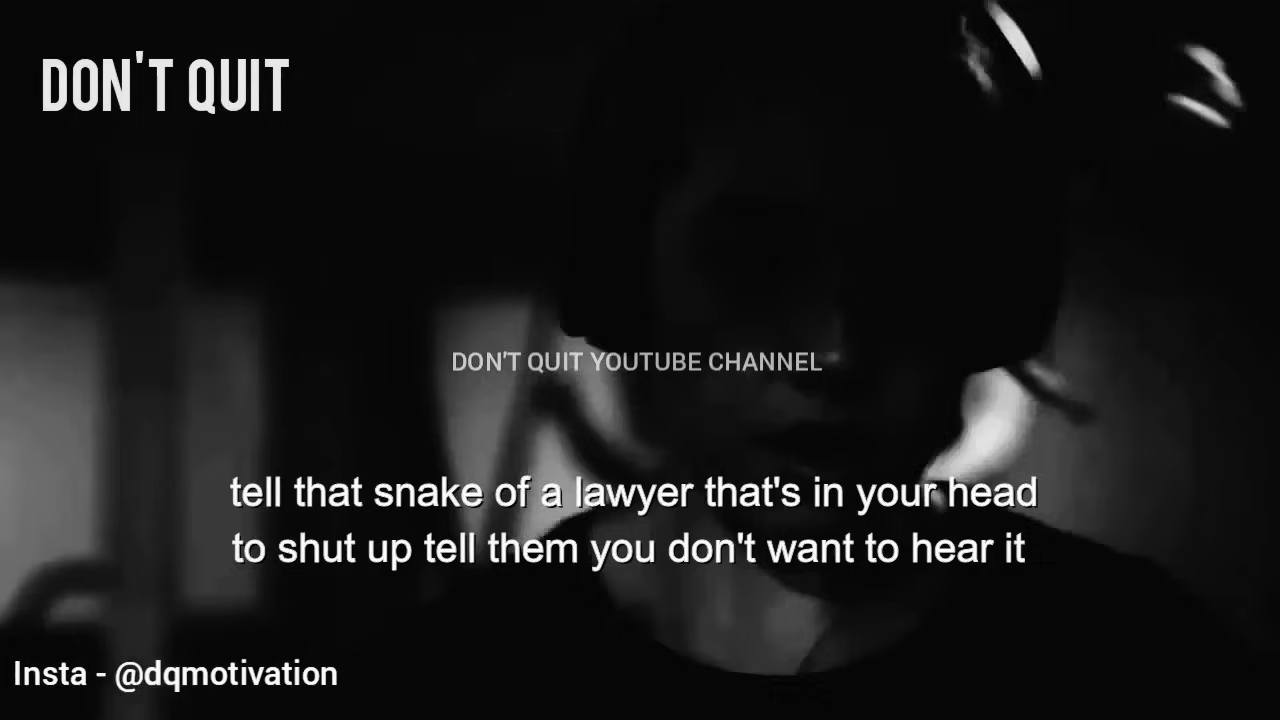 DON'T QUIT
DON'T QUIT YOUTUBE CHANNEL
tell that snake of a lawyer that's in your head
to shut up tell them you don't want to hear it
Insta - @dqmotivation